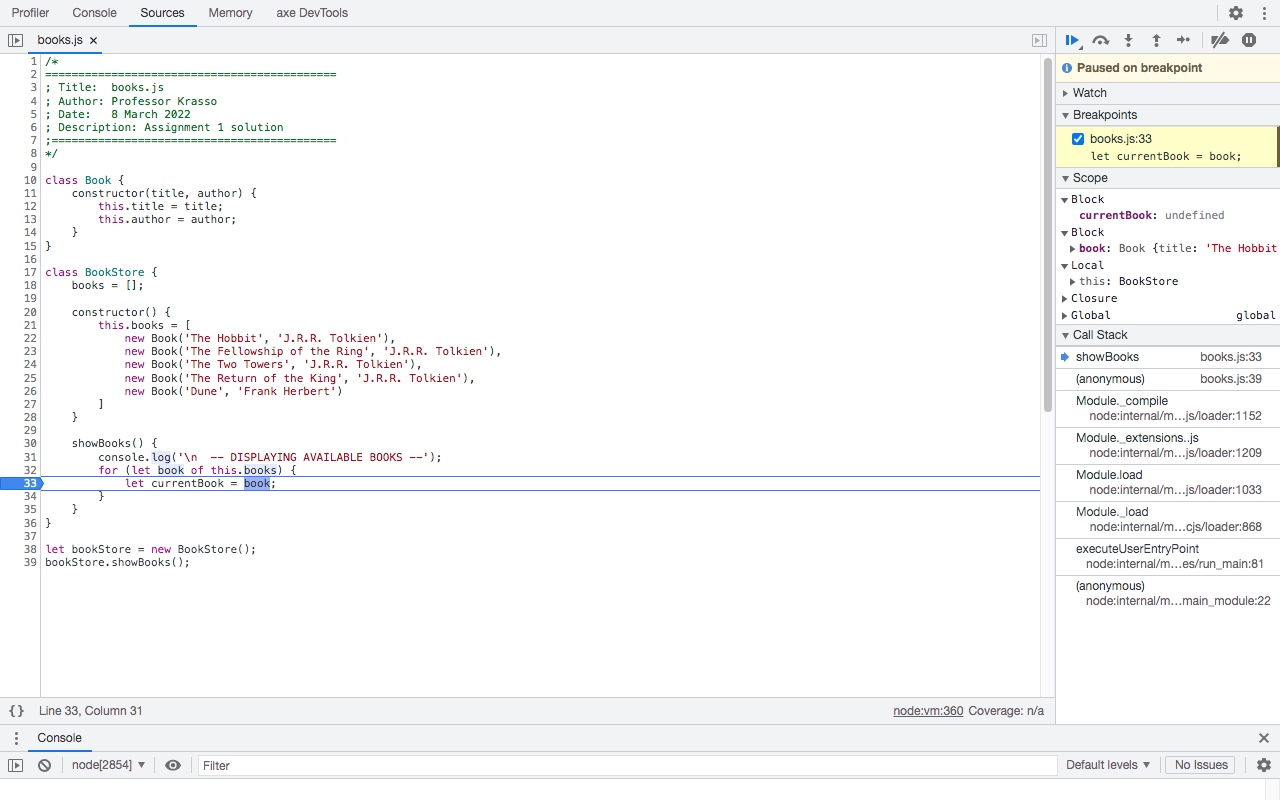 Profiler Console Sources Memory axe DevTools
books.js ×
1 /*
2 ============================================
3 ; Title:  books.js
4 ; Author: Professor Krasso
5 ; Date:   8 March 2022
6 ; Description: Assignment 1 solution
7 ;===========================================
8 */
9
10 class Book {
11     constructor(title, author) {
12         this.title = title;
13         this.author = author;
14     }
15 }
16
17 class BookStore {
18     books = [];
19
20     constructor() {
21         this.books = [
22             new Book('The Hobbit', 'J.R.R. Tolkien'),
23             new Book('The Fellowship of the Ring', 'J.R.R. Tolkien'),
24             new Book('The Two Towers', 'J.R.R. Tolkien'),
25             new Book('The Return of the King', 'J.R.R. Tolkien'),
26             new Book('Dune', 'Frank Herbert')
27         ]
28     }
29
30     showBooks() {
31         console.log('\n  -- DISPLAYING AVAILABLE BOOKS --');
32         for (let book of this.books) {
33             let currentBook = book;
34         }
35     }
36 }
37
38 let bookStore = new BookStore();
39 bookStore.showBooks();
{} Line 33, Column 31 node:vm:360 Coverage: n/a
Paused on breakpoint
Watch
Breakpoints
books.js:33
let currentBook = book;
Scope
Block
currentBook: undefined
Block
book: Book {title: 'The Hobbit
Local
this: BookStore
Closure
Global global
Call Stack
showBooks books.js:33
(anonymous) books.js:39
Module._compile
node:internal/m…js/loader:1152
Module._extensions..js
node:internal/m…js/loader:1209
Module.load
node:internal/m…js/loader:1033
Module._load
node:internal/m…cjs/loader:868
executeUserEntryPoint
node:internal/m…es/run_main:81
(anonymous)
node:internal/m…main_module:22
Console
node[2854] Filter Default levels No Issues